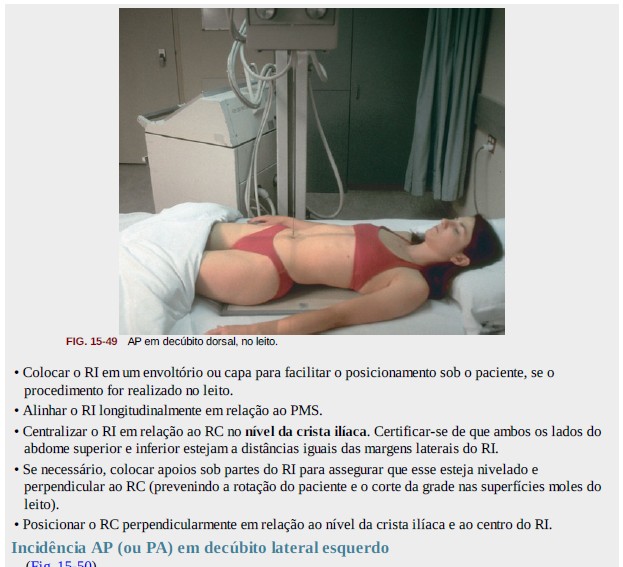 FIG. 15-49 AP em decúbito dorsal, no leito.
• Colocar o RI em um envoltório ou capa para facilitar o posicionamento sob o paciente, se o
procedimento for realizado no leito.
• Alinhar o RI longitudinalmente em relação ao PMS.
• Centralizar o RI em relação ao RC no nível da crista ilíaca. Certificar-se de que ambos os lados do
abdome superior e inferior estejam a distâncias iguais das margens laterais do RI.
• Se necessário, colocar apoios sob partes do RI para assegurar que esse esteja nivelado e
perpendicular ao RC (prevenindo a rotação do paciente e o corte da grade nas superfícies moles do
leito).
• Posicionar o RC perpendicularmente em relação ao nível da crista ilíaca e ao centro do RI.
Incidência AP (ou PA) em decúbito lateral esquerdo
(Fig. 15-50)